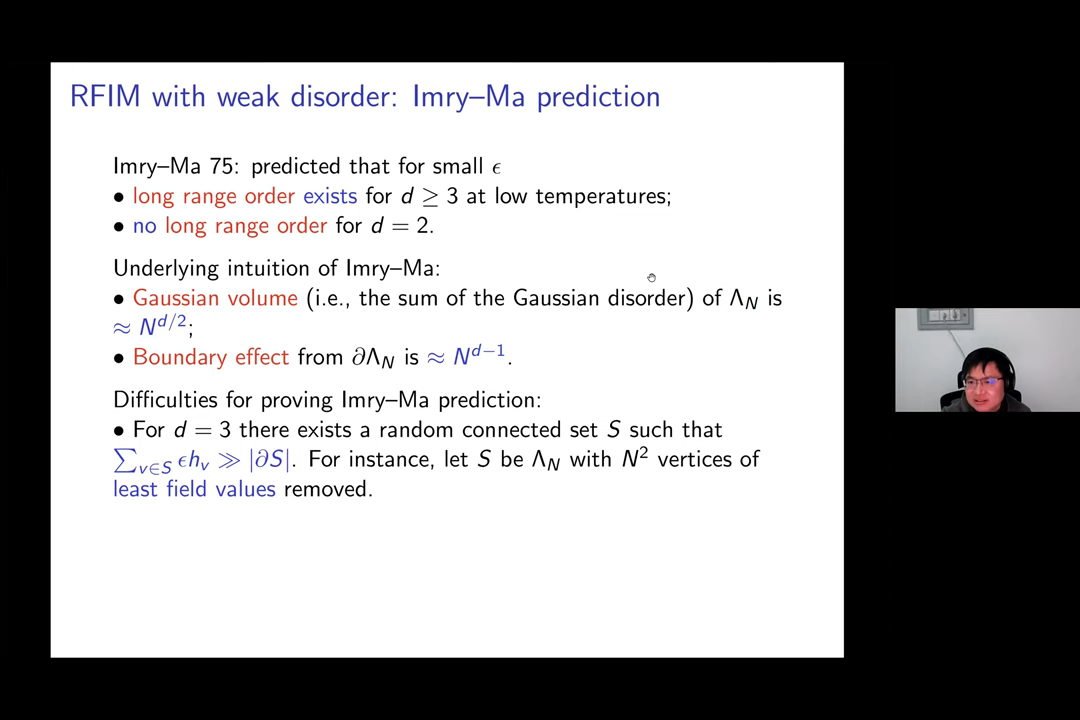 RFIM with weak disorder: Imry–Ma prediction
Imry–Ma 75: predicted that for small ϵ
• long range order exists for d ≥ 3 at low temperatures;
• no long range order for d = 2.
Underlying intuition of Imry–Ma:
• Gaussian volume (i.e., the sum of the Gaussian disorder) of Λ_N is
≈ N^{d/2};
• Boundary effect from ∂Λ_N is ≈ N^{d−1}.
Difficulties for proving Imry–Ma prediction:
• For d = 3 there exists a random connected set S such that
∑_{v∈S} ϵh_v ≫ |∂S|. For instance, let S be Λ_N with N² vertices of
least field values removed.